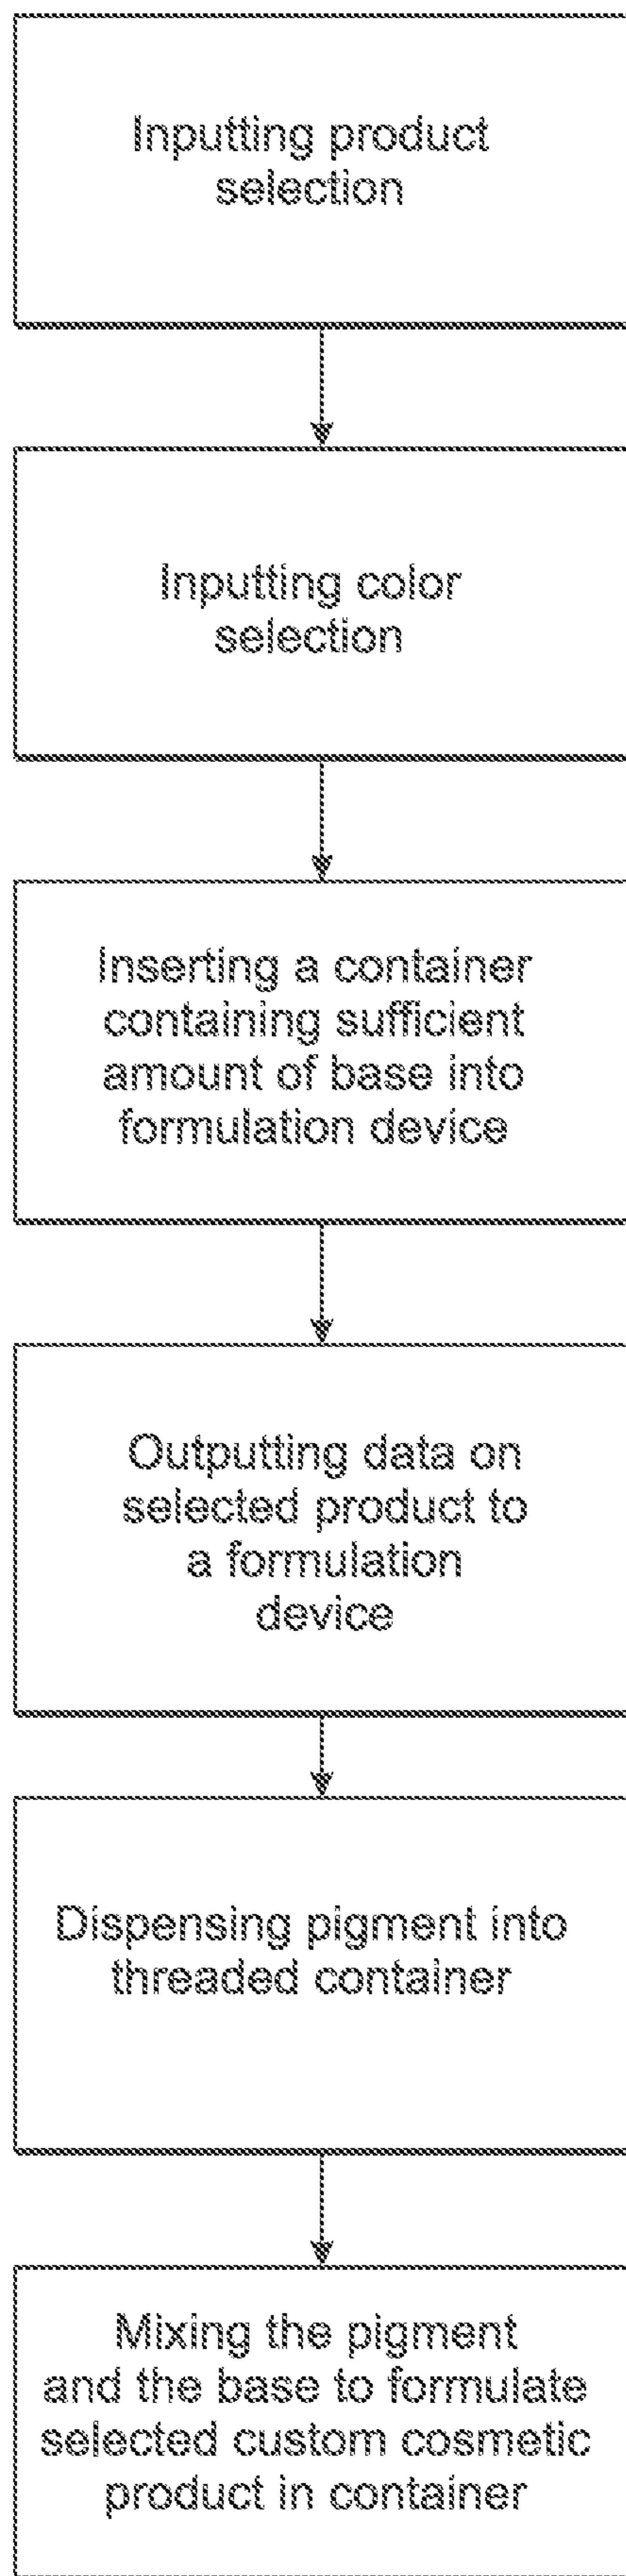 Inputting product
selection
Inputting color
selection
Inserting a container
containing sufficient
amount of base into
formulation device
Outputting data on
selected product to
a formulation
device
Dispensing pigment into
threaded container
Mixing the pigment
and the base to formulate
selected custom cosmetic
product in container